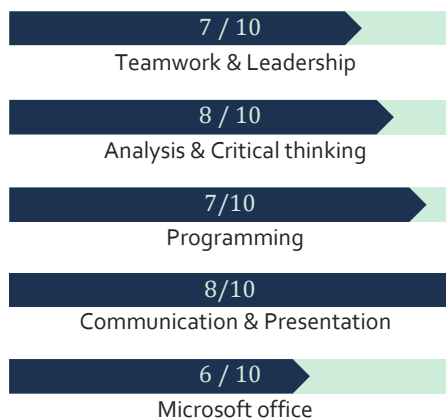 7 / 10
Teamwork & Leadership
8 / 10
Analysis & Critical thinking
7/10
Programming
8/10
Communication & Presentation
6 / 10
Microsoft office